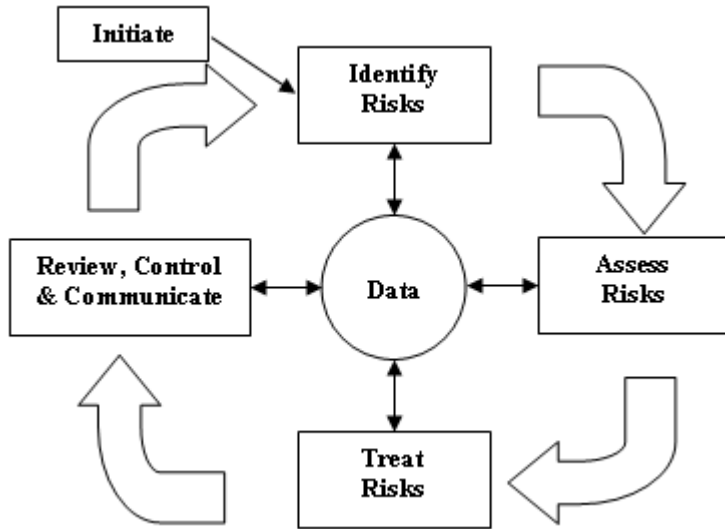 Initiate
Identify
Risks
Review, Control
& Communicate
Data
Assess
Risks
Treat
Risks